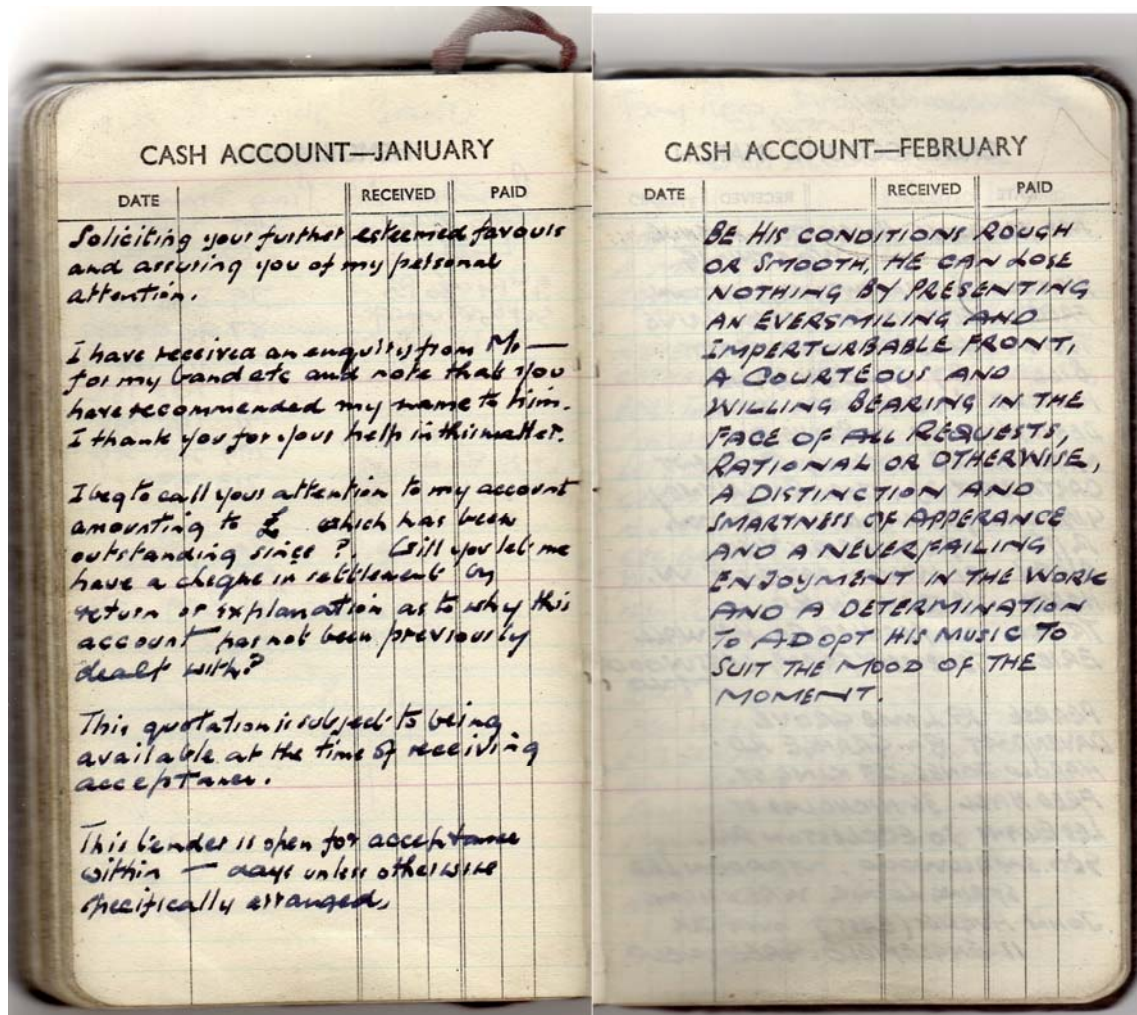 CASH ACCOUNT—JANUARY
DATE RECEIVED PAID
Soliciting your further esteemed favours
and assuring you of my personal
attention.
I have received an enquiry from Mr —
for my band etc and note that you
have recommended my name to him.
I thank you for your help in this matter.
I beg to call your attention to my account
amounting to £ which has been
outstanding since ?. Will you let me
have a cheque in settlement by
return or explanation as to why this
account has not been previously
dealt with?
This quotation is subject to being
available at the time of receiving
acceptance.
This tender is open for acceptance
within — days unless otherwise
specifically arranged.
CASH ACCOUNT—FEBRUARY
DATE RECEIVED PAID
BE HIS CONDITIONS ROUGH
OR SMOOTH, HE CAN LOSE
NOTHING BY PRESENTING
AN EVERSMILING AND
IMPERTURBABLE FRONT,
A COURTEOUS AND
WILLING BEARING IN THE
FACE OF ALL REQUESTS,
RATIONAL OR OTHERWISE,
A DISTINCTION AND
SMARTNESS OF APPERANCE
AND A NEVERFAILING
ENJOYMENT IN THE WORK
AND A DETERMINATION
TO ADOPT HIS MUSIC TO
SUIT THE MOOD OF THE
MOMENT.